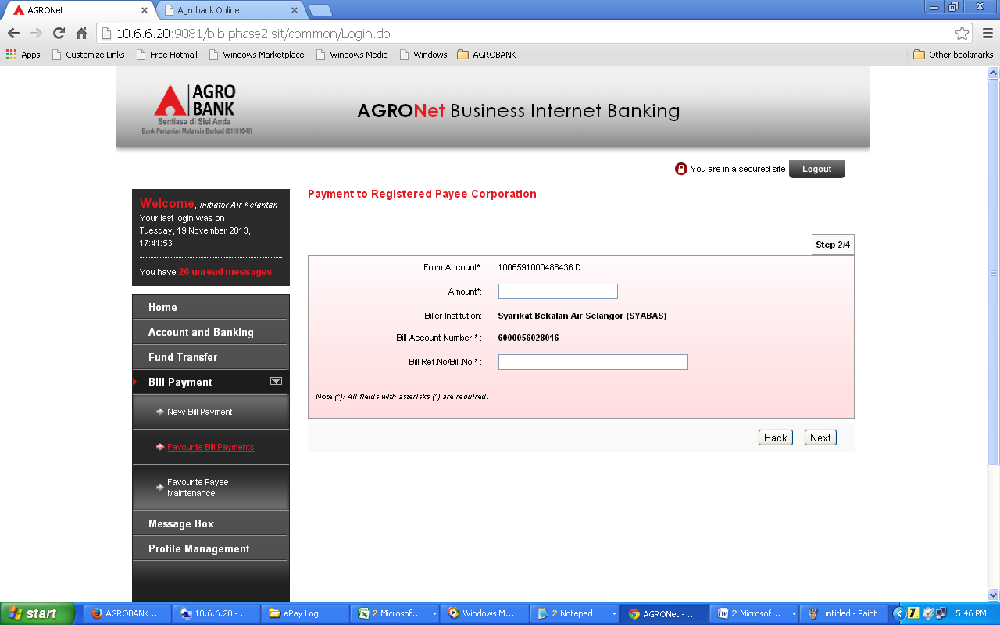 AGRONet
Agrobank Online
10.6.6.20:9081/bib.phase2.sit/common/Login.do
Apps
Customize Links
Free Hotmail
Windows Marketplace
Windows Media
Windows
AGROBANK
Other bookmarks
AGRO
BANK
Sentiasa di Sisi Anda
Bank Pertanian Malaysia Berhad (811810-U)
AGRONet Business Internet Banking
You are in a secured site
Logout
Welcome, Initiator Air Kelantan
Your last login was on
Tuesday, 19 November 2013,
17:41:53
You have 26 unread messages
Home
Account and Banking
Fund Transfer
Bill Payment
New Bill Payment
Favourite Bill Payments
Favourite Payee
Maintenance
Message Box
Profile Management
Payment to Registered Payee Corporation
Step 2/4
From Account*: 1006591000488436 D
Amount*:
Biller Institution: Syarikat Bekalan Air Selangor (SYABAS)
Bill Account Number * : 6000056028016
Bill Ref.No/Bill.No * :
Note (*): All fields with asterisks (*) are required.
Back
Next
start
AGROBANK ...
10.6.6.20 - ...
ePay Log
2 Microsof...
Windows M...
2 Notepad
AGRONet - ...
2 Microsof...
untitled - Paint
5:46 PM